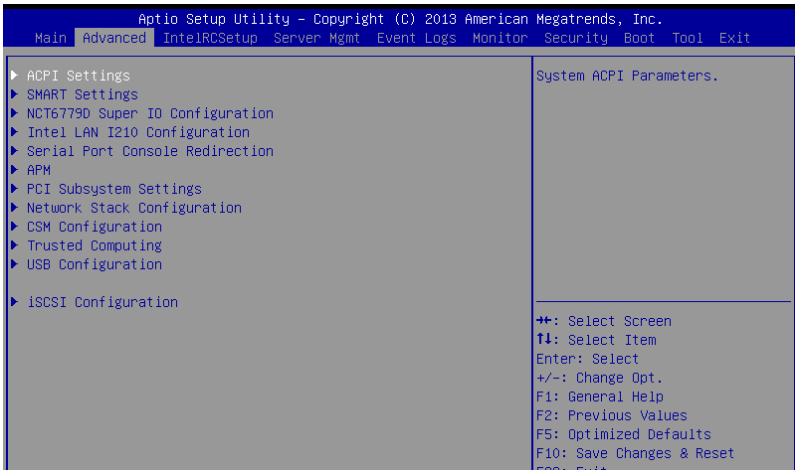 Aptio Setup Utility - Copyright (C) 2013 American Megatrends, Inc.
Main Advanced IntelRCSetup Server Mgmt Event Logs Monitor Security Boot Tool Exit
▶ ACPI Settings
▶ SMART Settings
▶ NCT6779D Super IO Configuration
▶ Intel LAN I210 Configuration
▶ Serial Port Console Redirection
▶ APM
▶ PCI Subsystem Settings
▶ Network Stack Configuration
▶ CSM Configuration
▶ Trusted Computing
▶ USB Configuration
▶ iSCSI Configuration
System ACPI Parameters.
→←: Select Screen
↑↓: Select Item
Enter: Select
+/-: Change Opt.
F1: General Help
F2: Previous Values
F5: Optimized Defaults
F10: Save Changes & Reset